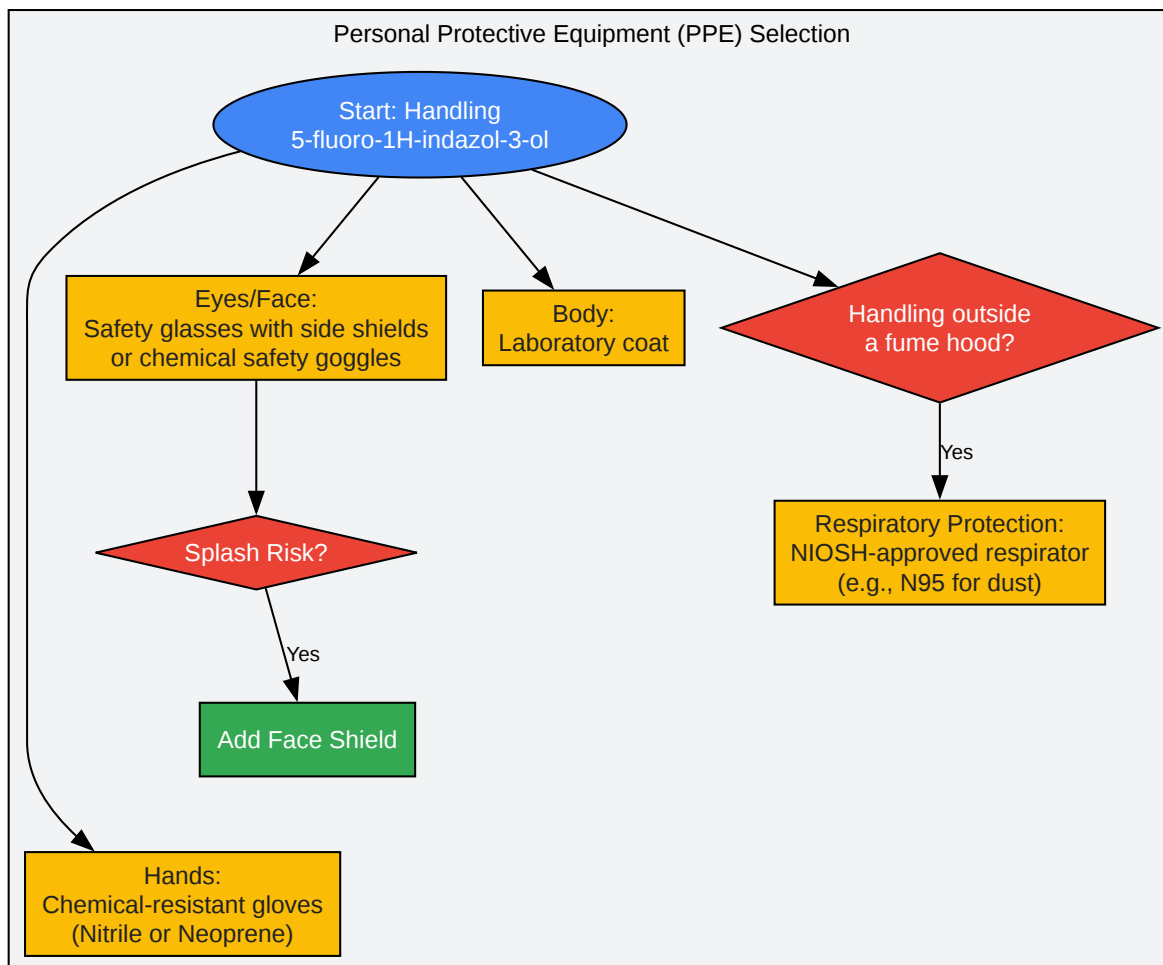 Personal Protective Equipment (PPE) Selection
Start: Handling
5-fluoro-1H-indazol-3-ol
Eyes/Face:
Safety glasses with side shields
or chemical safety goggles
Body:
Laboratory coat
Handling outside
a fume hood?
Yes
Respiratory Protection:
NIOSH-approved respirator
(e.g., N95 for dust)
Splash Risk?
Yes
Add Face Shield
Hands:
Chemical-resistant gloves
(Nitrile or Neoprene)